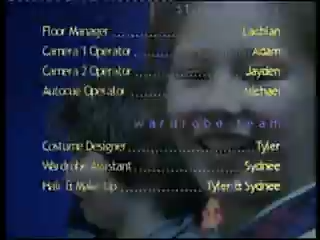 Floor Manager .................. Lachlan
Camera 1 Operator .................. Adam
Camera 2 Operator .................. Jayden
Autocue Operator .................. Michael
wardrobe team
Costume Designer .................. Tyler
Wardrobe Assistant .................. Sydnee
Hair & Make Up .................. Tyler & Sydnee